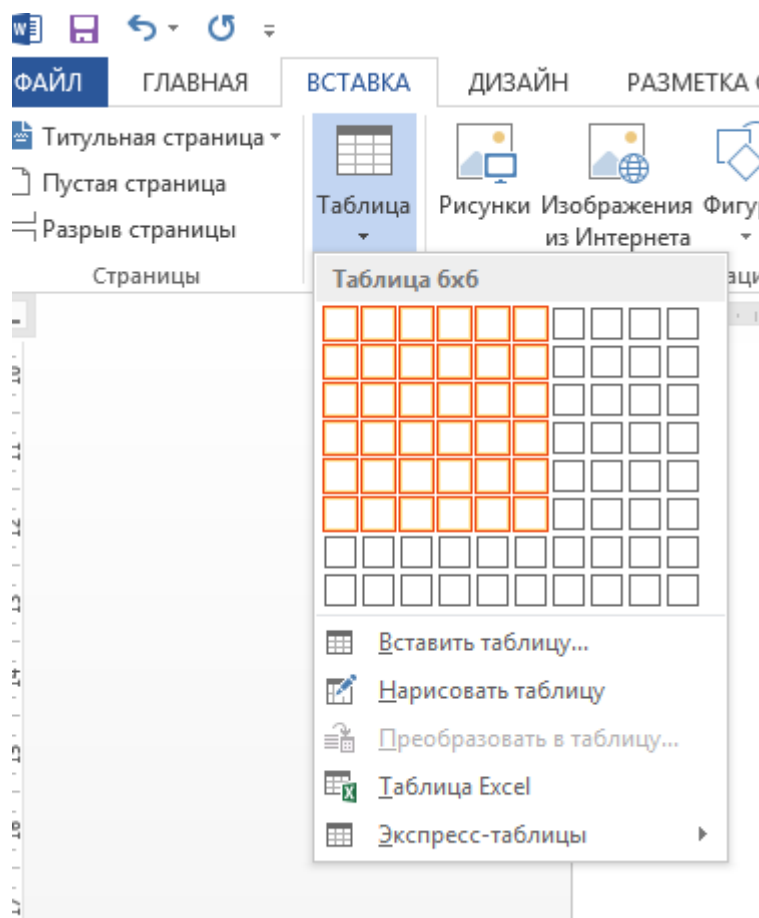 ФАЙЛ ГЛАВНАЯ ВСТАВКА ДИЗАЙН РАЗМЕТКА
Титульная страница
Пустая страница
Разрыв страницы
Страницы
Таблица
Рисунки
Изображения
из Интернета
Таблица 6x6
Вставить таблицу...
Нарисовать таблицу
Преобразовать в таблицу...
Таблица Excel
Экспресс-таблицы